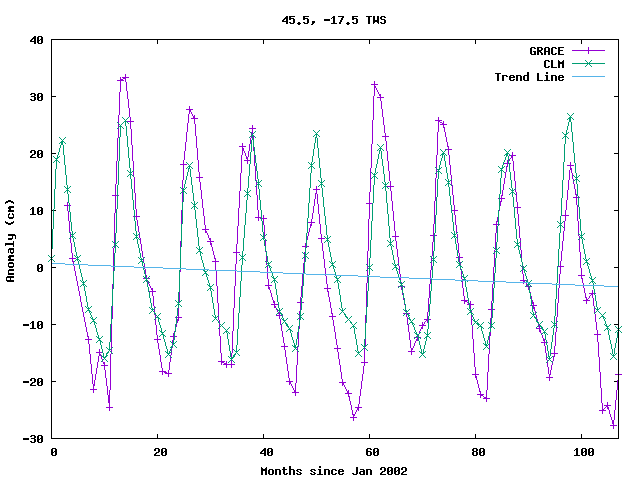 45.5, -17.5 TWS
GRACE
CLM
Trend Line
40
30
20
10
0
-10
-20
-30
Anomaly (cm)
0 20 40 60 80 100
Months since Jan 2002